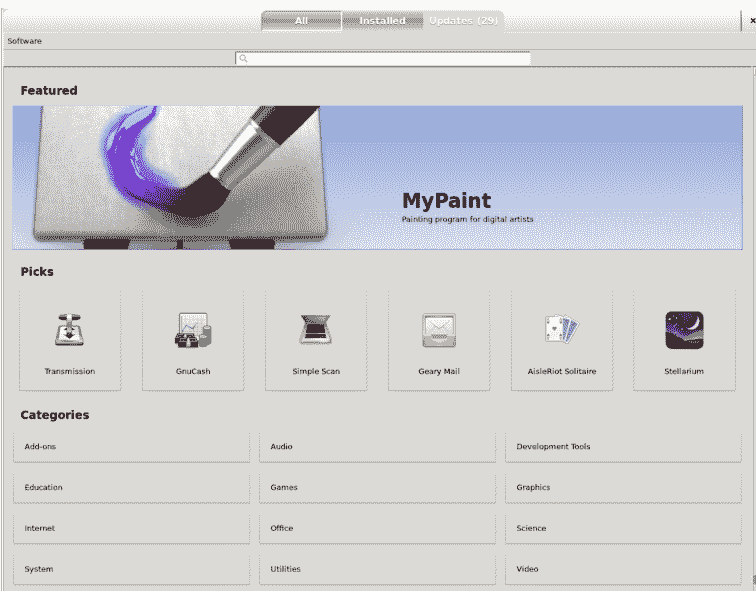 All Installed Updates (29)
Software
Featured
MyPaint
Painting program for digital artists
Picks
Transmission GnuCash Simple Scan Geary Mail AisleRiot Solitaire Stellarium
Categories
Add-ons Audio Development Tools
Education Games Graphics
Internet Office Science
System Utilities Video